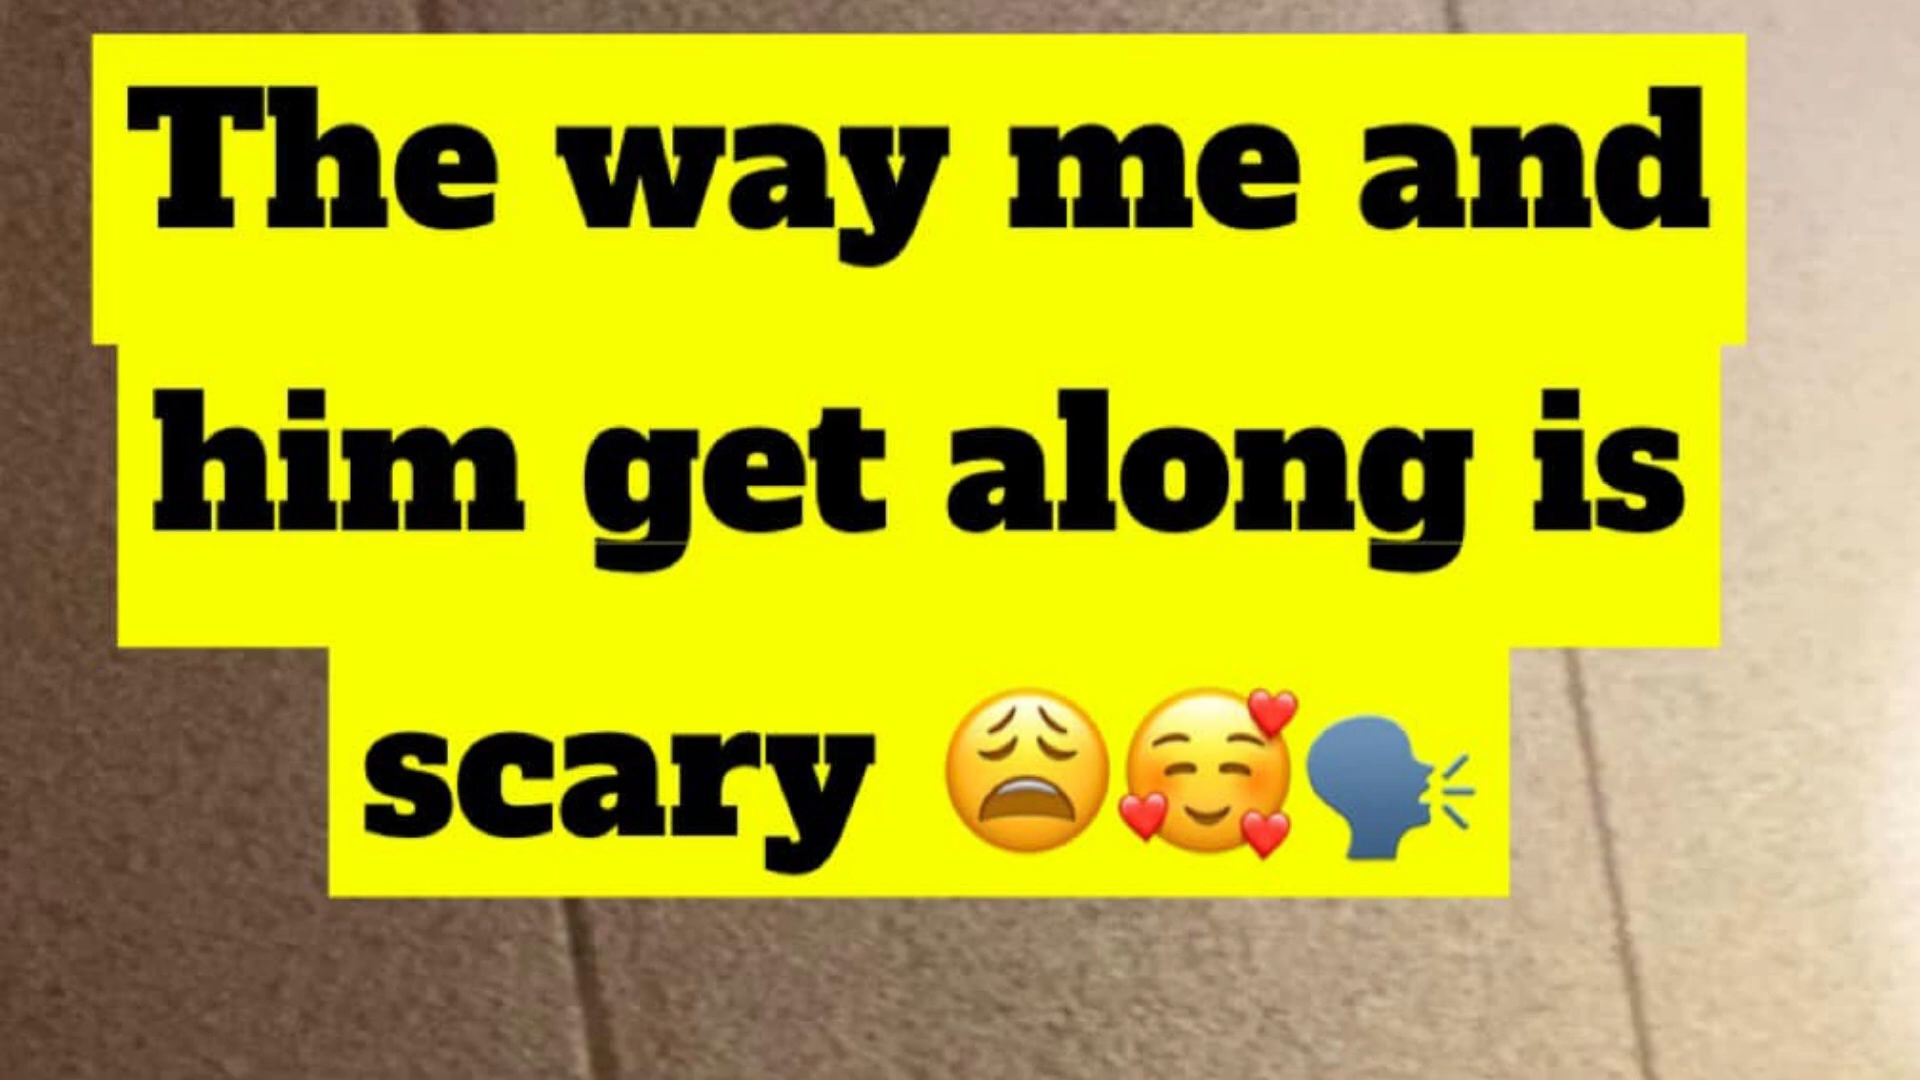 The way me and
him get along is
scary 😩🥰🗣️